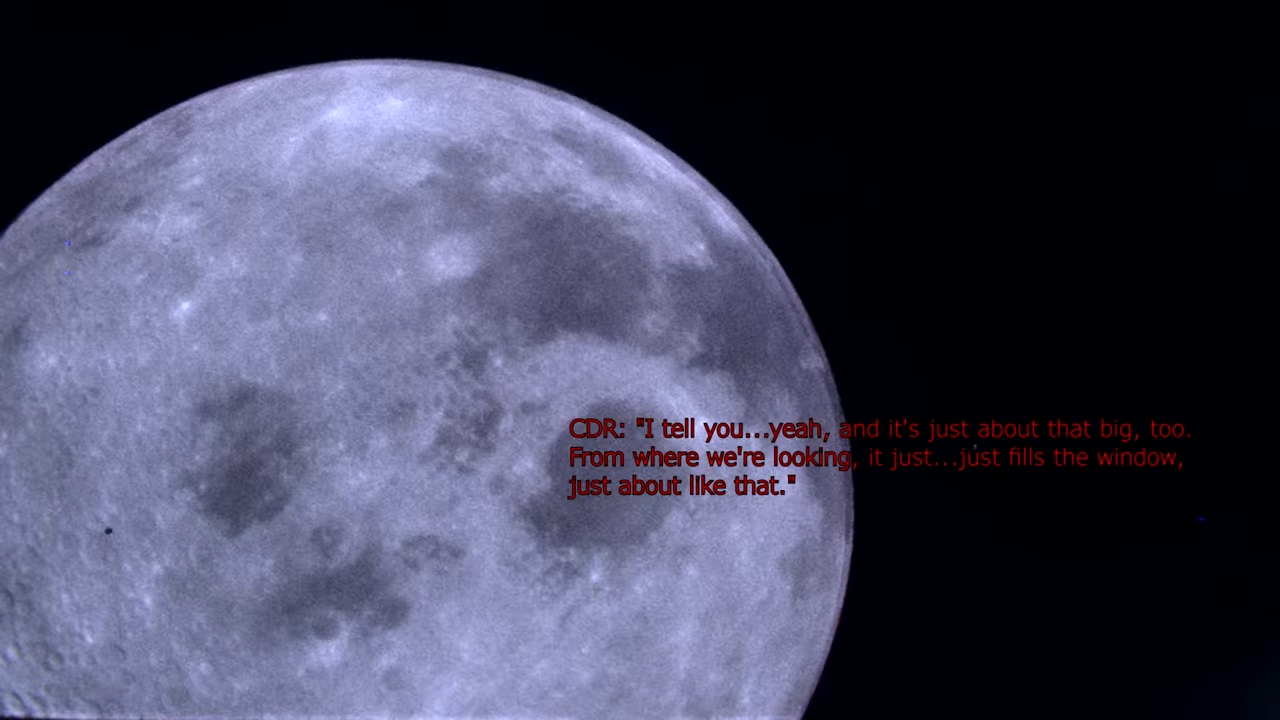 CDR: "I tell you...yeah, and it's just about that big, too.
From where we're looking, it just...just fills the window,
just about like that."